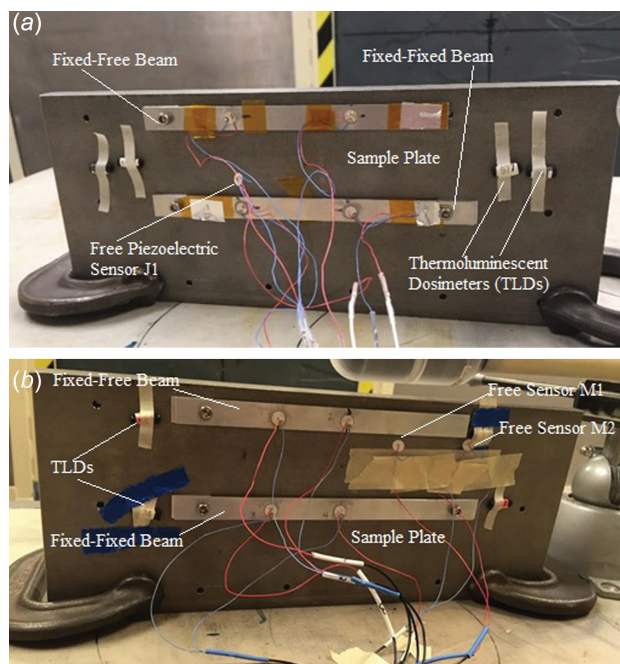 (a)
Fixed-Free Beam
Fixed-Fixed Beam
Sample Plate
Free Piezoelectric
Sensor J1
Thermoluminescent
Dosimeters (TLDs)
(b)
Fixed-Free Beam
Free Sensor M1
Free Sensor M2
TLDs
Fixed-Fixed Beam
Sample Plate